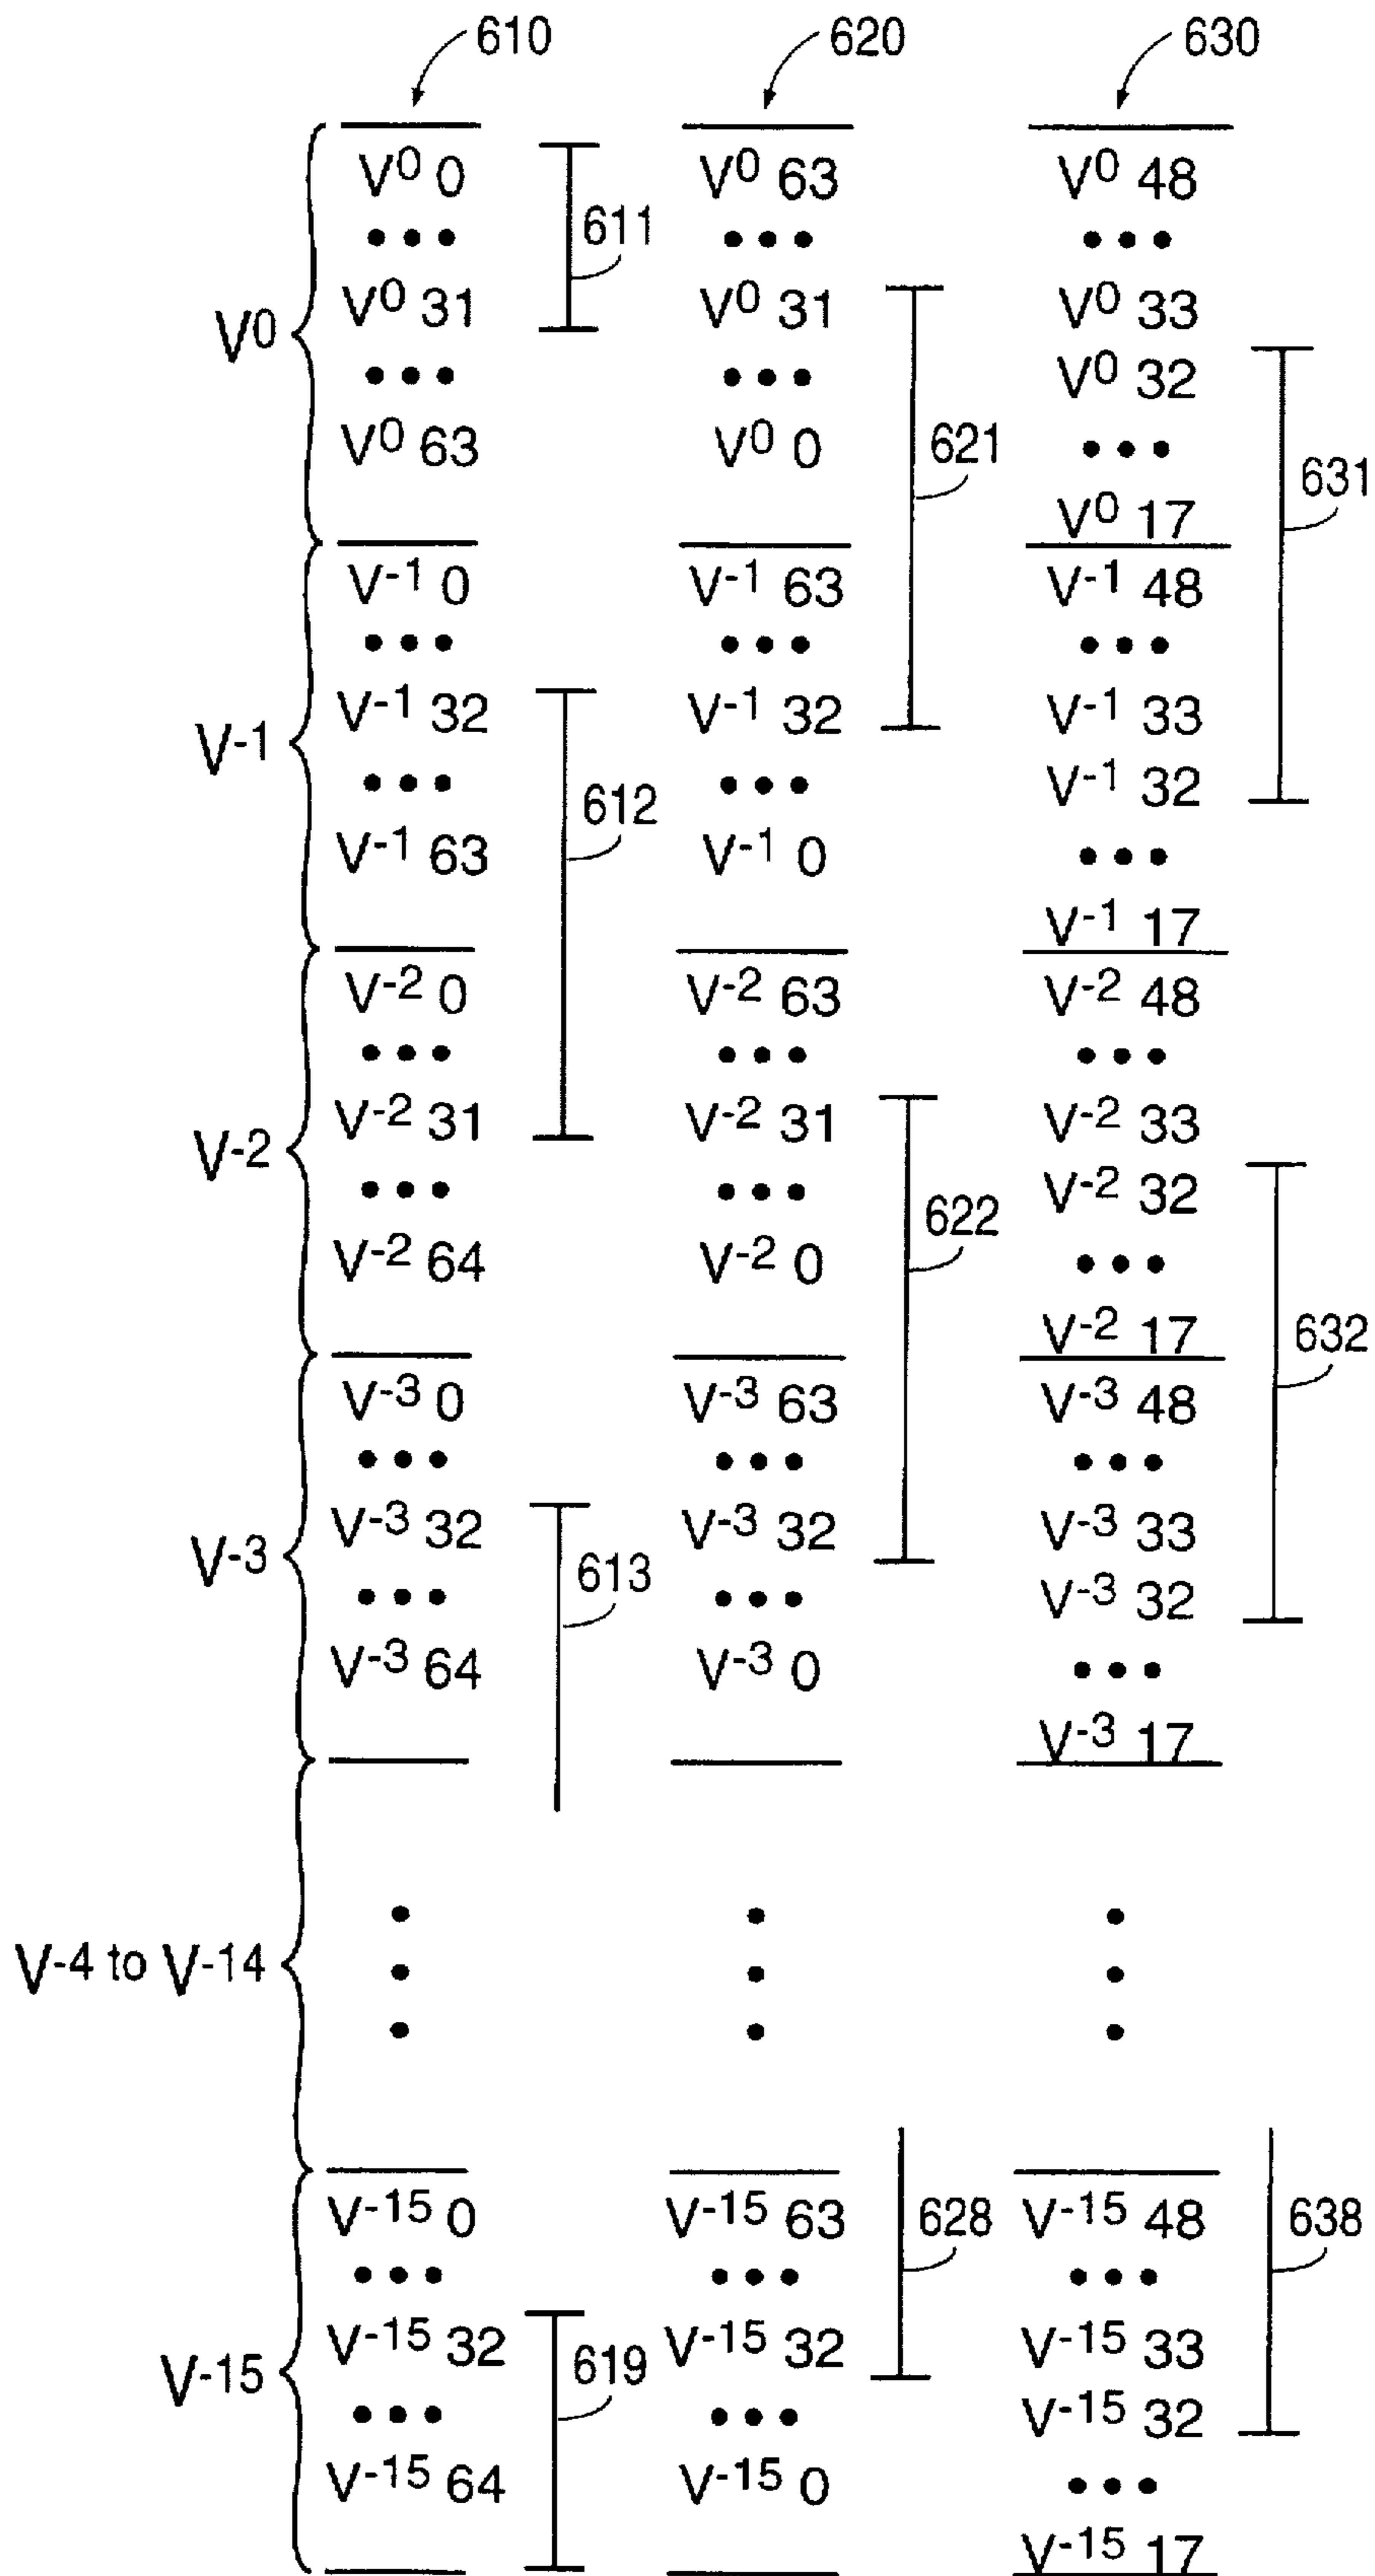 610 620 630
V⁰ 0 V⁰ 63 V⁰ 48
••• ••• •••
611
V⁰ 31 V⁰ 31 V⁰ 33
V⁰
••• ••• V⁰ 32
V⁰ 63 V⁰ 0 •••
621
631
V⁰ 17
V⁻¹ 0 V⁻¹ 63 V⁻¹ 48
••• ••• •••
V⁻¹ 32 V⁻¹ 32 V⁻¹ 33
V⁻¹
••• ••• V⁻¹ 32
612
V⁻¹ 63 V⁻¹ 0 •••
V⁻¹ 17
V⁻² 0 V⁻² 63 V⁻² 48
••• ••• •••
V⁻² 31 V⁻² 31 V⁻² 33
V⁻²
••• ••• V⁻² 32
622
V⁻² 64 V⁻² 0 •••
V⁻² 17
632
V⁻³ 0 V⁻³ 63 V⁻³ 48
••• ••• •••
V⁻³ 32 V⁻³ 32 V⁻³ 33
V⁻³
613
••• ••• V⁻³ 32
V⁻³ 64 V⁻³ 0 •••
V⁻³ 17
V⁻⁴ to V⁻¹⁴
V⁻¹⁵ 0 V⁻¹⁵ 63 628 V⁻¹⁵ 48 638
••• ••• •••
V⁻¹⁵ 32 V⁻¹⁵ 32 V⁻¹⁵ 33
V⁻¹⁵
619
••• ••• V⁻¹⁵ 32
V⁻¹⁵ 64 V⁻¹⁵ 0 •••
V⁻¹⁵ 17